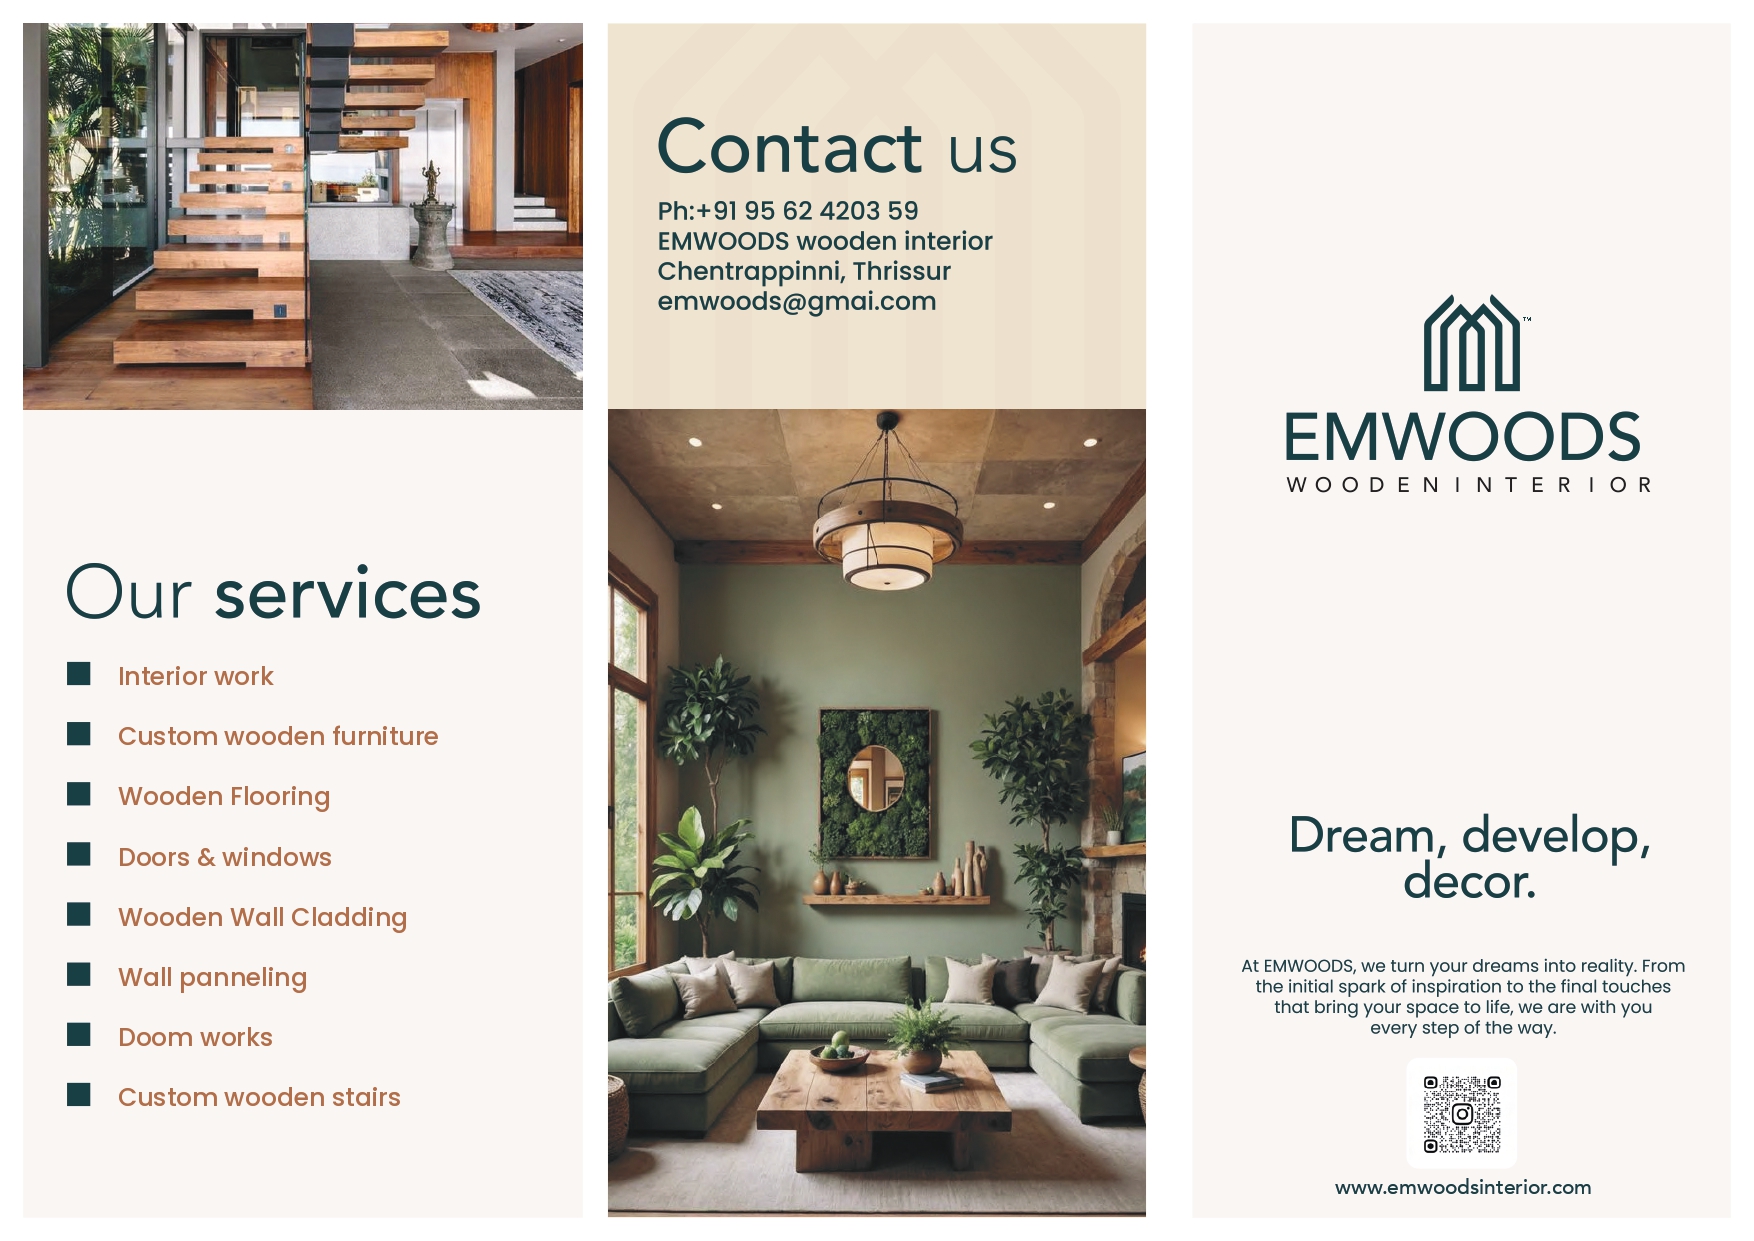 Our services
Interior work
Custom wooden furniture
Wooden Flooring
Doors & windows
Wooden Wall Cladding
Wall panneling
Doom works
Custom wooden stairs
Contact us
Ph:+91 95 62 4203 59
EMWOODS wooden interior
Chentrappinni, Thrissur
emwoods@gmai.com
TM
EMWOODS
WOODENINTERIOR
Dream, develop,
decor.
At EMWOODS, we turn your dreams into reality. From
the initial spark of inspiration to the final touches
that bring your space to life, we are with you
every step of the way.
www.emwoodsinterior.com